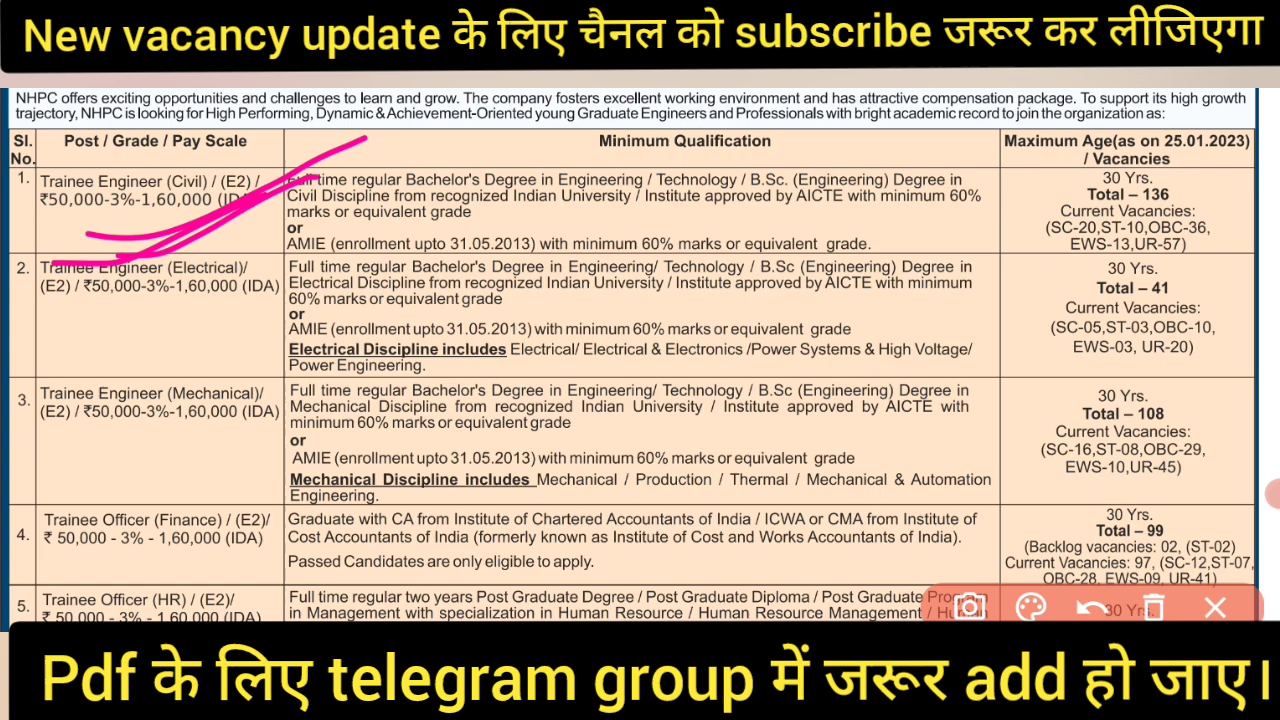 New vacancy update के लिए चैनल को subscribe जरूर कर लीजिएगा
NHPC offers exciting opportunities and challenges to learn and grow. The company fosters excellent working environment and has attractive compensation package. To support its high growth
trajectory, NHPC is looking for High Performing, Dynamic & Achievement-Oriented young Graduate Engineers and Professionals with bright academic record to join the organization as:
Sl. No.
Post / Grade / Pay Scale
Minimum Qualification
Maximum Age(as on 25.01.2023)
/ Vacancies
1.
Trainee Engineer (Civil) / (E2) /
₹50,000-3%-1,60,000
time regular Bachelor's Degree in Engineering / Technology / B.Sc. (Engineering) Degree in
Civil Discipline from recognized Indian University / Institute approved by AICTE with minimum 60%
marks or equivalent grade
or
AMIE (enrollment upto 31.05.2013) with minimum 60% marks or equivalent grade.
30 Yrs.
Total – 136
Current Vacancies:
(SC-20,ST-10,OBC-36,
EWS-13,UR-57)
2.
Trainee Engineer (Electrical)/
(E2) / ₹50,000-3%-1,60,000 (IDA)
Full time regular Bachelor's Degree in Engineering/ Technology / B.Sc (Engineering) Degree in
Electrical Discipline from recognized Indian University / Institute approved by AICTE with minimum
60% marks or equivalent grade
or
AMIE (enrollment upto 31.05.2013) with minimum 60% marks or equivalent grade
Electrical Discipline includes Electrical/ Electrical & Electronics /Power Systems & High Voltage/
Power Engineering.
30 Yrs.
Total – 41
Current Vacancies:
(SC-05,ST-03,OBC-10,
EWS-03, UR-20)
3.
Trainee Engineer (Mechanical)/
(E2) / ₹50,000-3%-1,60,000 (IDA)
Full time regular Bachelor's Degree in Engineering/ Technology / B.Sc (Engineering) Degree in
Mechanical Discipline from recognized Indian University / Institute approved by AICTE with
minimum 60% marks or equivalent grade
or
AMIE (enrollment upto 31.05.2013) with minimum 60% marks or equivalent grade
Mechanical Discipline includes Mechanical / Production / Thermal / Mechanical & Automation
Engineering.
30 Yrs.
Total – 108
Current Vacancies:
(SC-16,ST-08,OBC-29,
EWS-10,UR-45)
4.
Trainee Officer (Finance) / (E2)/
₹ 50,000 - 3% - 1,60,000 (IDA)
Graduate with CA from Institute of Chartered Accountants of India / ICWA or CMA from Institute of
Cost Accountants of India (formerly known as Institute of Cost and Works Accountants of India).
Passed Candidates are only eligible to apply.
30 Yrs.
Total – 99
(Backlog vacancies: 02, (ST-02)
Current Vacancies: 97, (SC-12,ST-07,
OBC-28, EWS-09, UR-41)
5.
Trainee Officer (HR) / (E2)/
₹ 50,000 - 3% - 1,60,000 (IDA)
Full time regular two years Post Graduate Degree / Post Graduate Diploma / Post Graduate Program
in Management with specialization in Human Resource / Human Resource Management / Human
30 Yrs.
Pdf के लिए telegram group में जरूर add हो जाए।